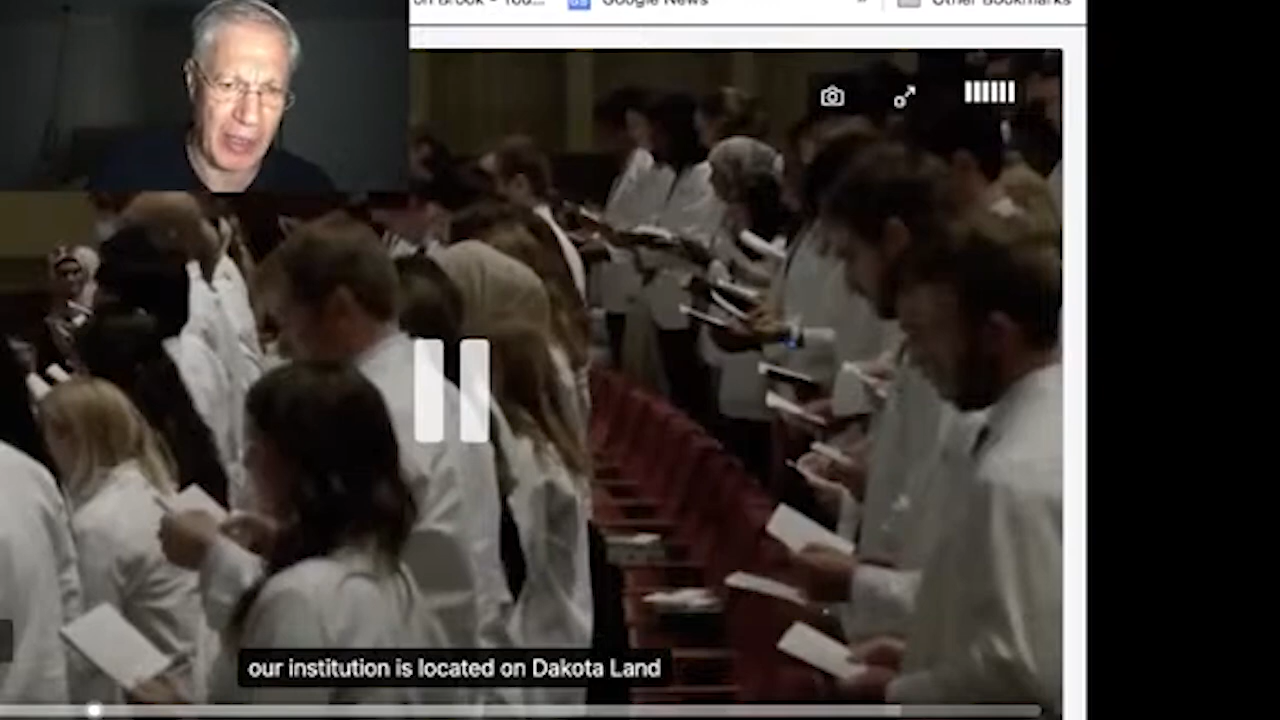 Google News
Other Bookmarks
our institution is located on Dakota Land